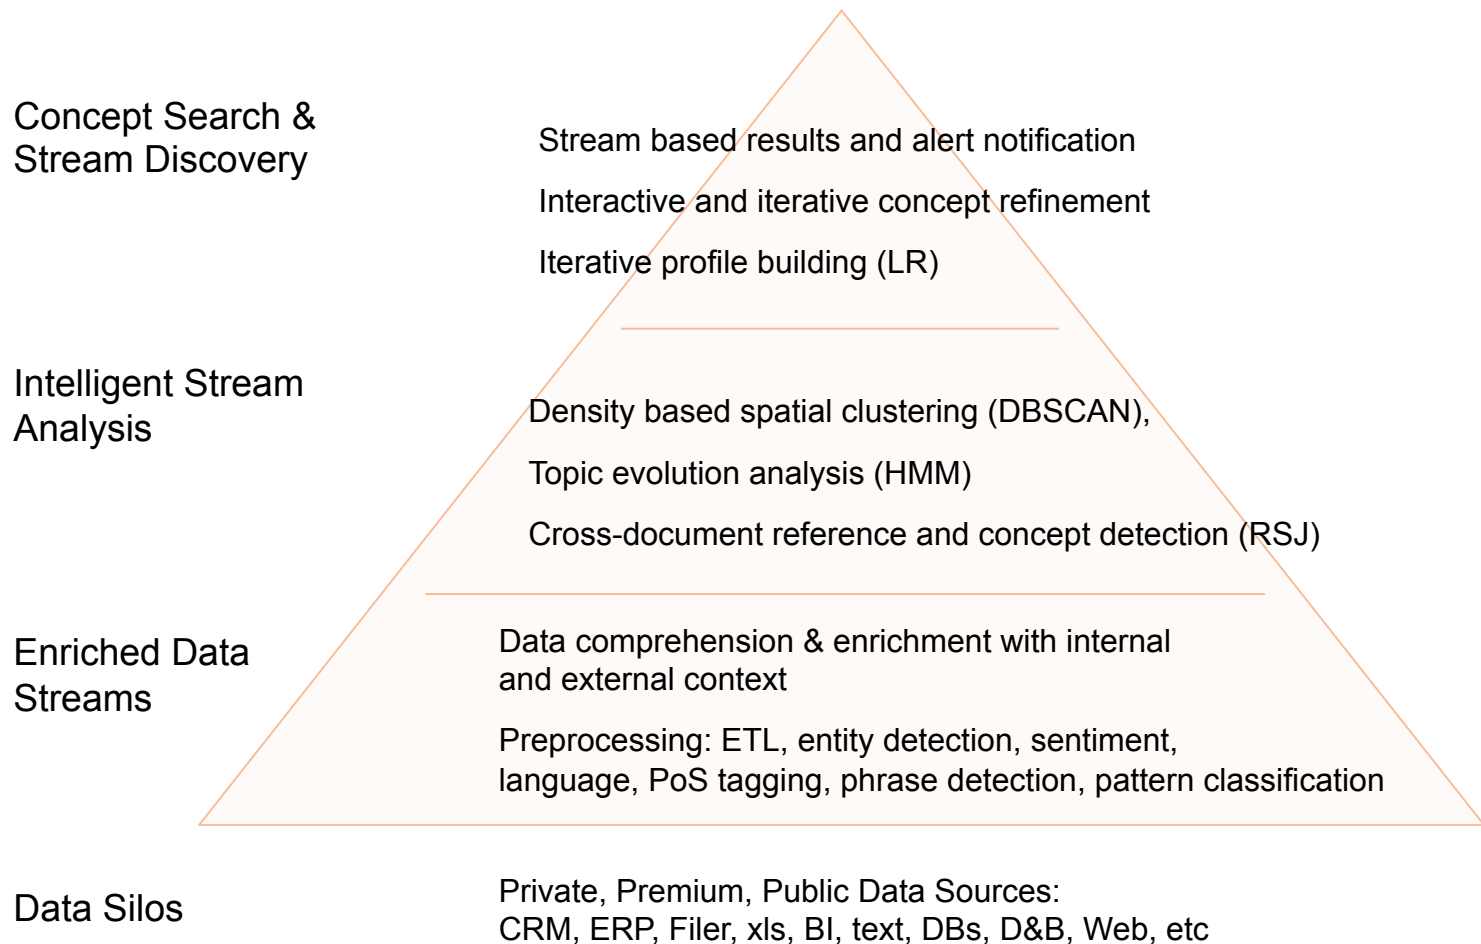 Concept Search &
Stream Discovery
Stream based results and alert notification
Interactive and iterative concept refinement
Iterative profile building (LR)
Intelligent Stream
Analysis
Density based spatial clustering (DBSCAN),
Topic evolution analysis (HMM)
Cross-document reference and concept detection (RSJ)
Enriched Data
Streams
Data comprehension & enrichment with internal
and external context
Preprocessing: ETL, entity detection, sentiment,
language, PoS tagging, phrase detection, pattern classification
Data Silos
Private, Premium, Public Data Sources:
CRM, ERP, Filer, xls, BI, text, DBs, D&B, Web, etc